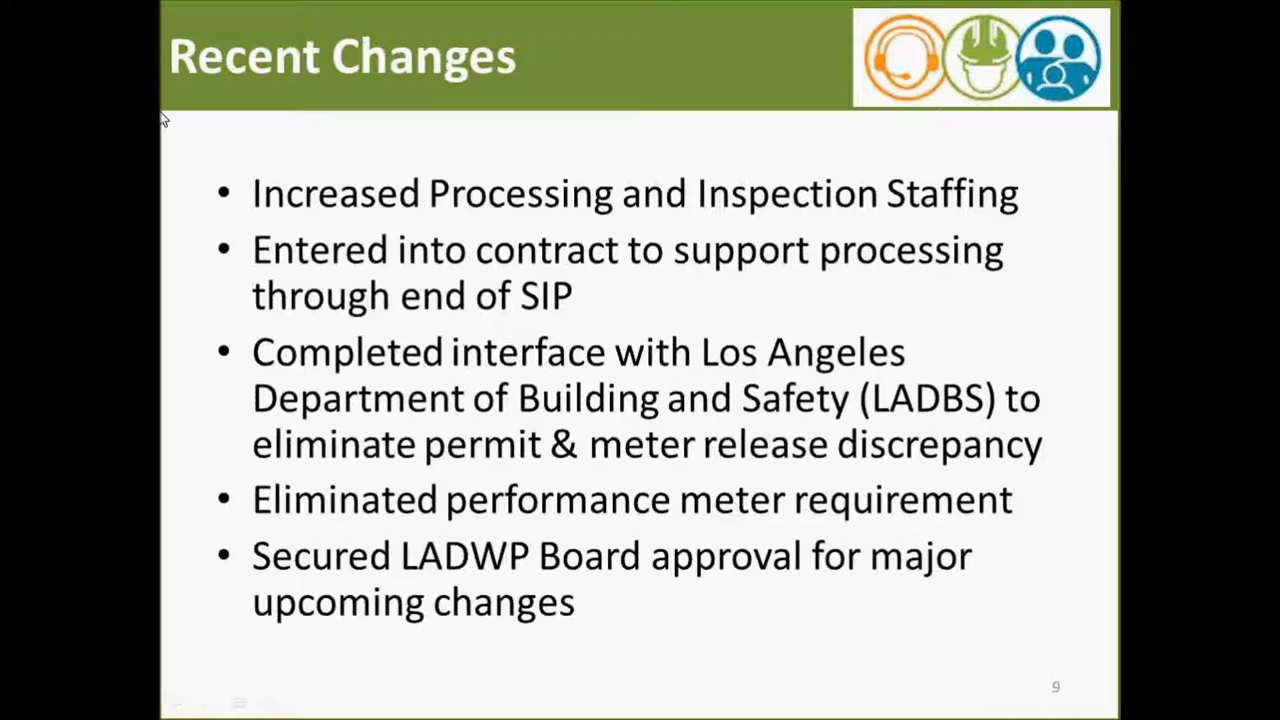 Recent Changes
• Increased Processing and Inspection Staffing
• Entered into contract to support processing
through end of SIP
• Completed interface with Los Angeles
Department of Building and Safety (LADBS) to
eliminate permit & meter release discrepancy
• Eliminated performance meter requirement
• Secured LADWP Board approval for major
upcoming changes
9